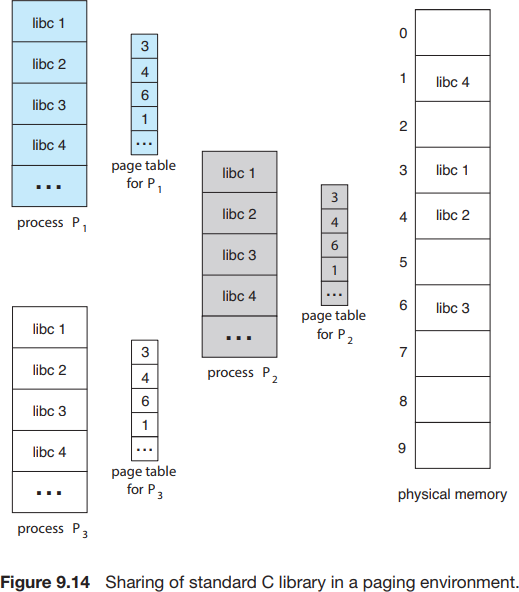 libc 1
libc 2
libc 3
libc 4
...
process P1
3
4
6
1
...
page table
for P1
libc 1
libc 2
libc 3
libc 4
...
process P2
3
4
6
1
...
page table
for P2
libc 1
libc 2
libc 3
libc 4
...
process P3
3
4
6
1
...
page table
for P3
0
1 libc 4
2
3 libc 1
4 libc 2
5
6 libc 3
7
8
9
physical memory
Figure 9.14 Sharing of standard C library in a paging environment.